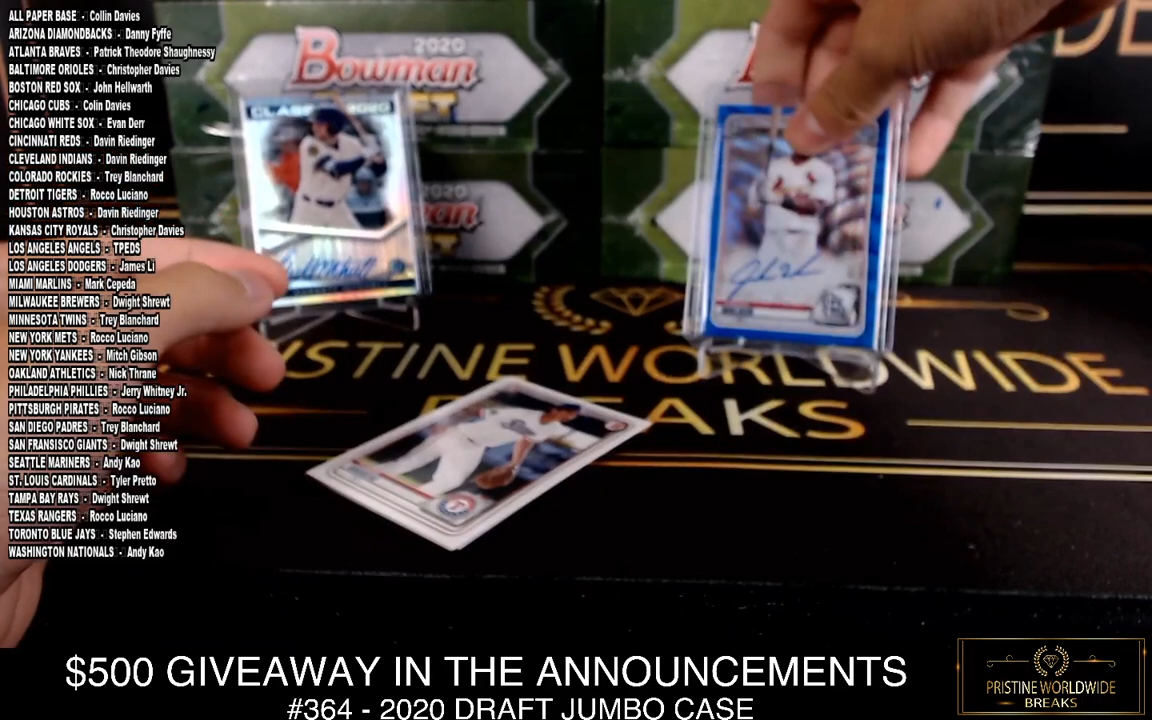 ALL PAPER BASE - Collin Davies
ARIZONA DIAMONDBACKS - Danny Fyffe
ATLANTA BRAVES - Patrick Theodore Shaughnessy
BALTIMORE ORIOLES - Christopher Davies
BOSTON RED SOX - John Hellwarth
CHICAGO CUBS - Colin Davies
CHICAGO WHITE SOX - Evan Derr
CINCINNATI REDS - Davin Riedinger
CLEVELAND INDIANS - Davin Riedinger
COLORADO ROCKIES - Trey Blanchard
DETROIT TIGERS - Rocco Luciano
HOUSTON ASTROS - Davin Riedinger
KANSAS CITY ROYALS - Christopher Davies
LOS ANGELES ANGELS - TPEDS
LOS ANGELES DODGERS - James Li
MIAMI MARLINS - Mark Cepeda
MILWAUKEE BREWERS - Dwight Shrewt
MINNESOTA TWINS - Trey Blanchard
NEW YORK METS - Rocco Luciano
NEW YORK YANKEES - Mitch Gibson
OAKLAND ATHLETICS - Nick Thrane
PHILADELPHIA PHILLIES - Jerry Whitney Jr.
PITTSBURGH PIRATES - Rocco Luciano
SAN DIEGO PADRES - Trey Blanchard
SAN FRANSISCO GIANTS - Dwight Shrewt
SEATTLE MARINERS - Andy Kao
ST. LOUIS CARDINALS - Tyler Pretto
TAMPA BAY RAYS - Dwight Shrewt
TEXAS RANGERS - Rocco Luciano
TORONTO BLUE JAYS - Stephen Edwards
WASHINGTON NATIONALS - Andy Kao
2020
Bowman
2020
ISTINE WORLDWIDE
BREAKS
$500 GIVEAWAY IN THE ANNOUNCEMENTS
#364 - 2020 DRAFT JUMBO CASE
PRISTINE WORLDWIDE
BREAKS